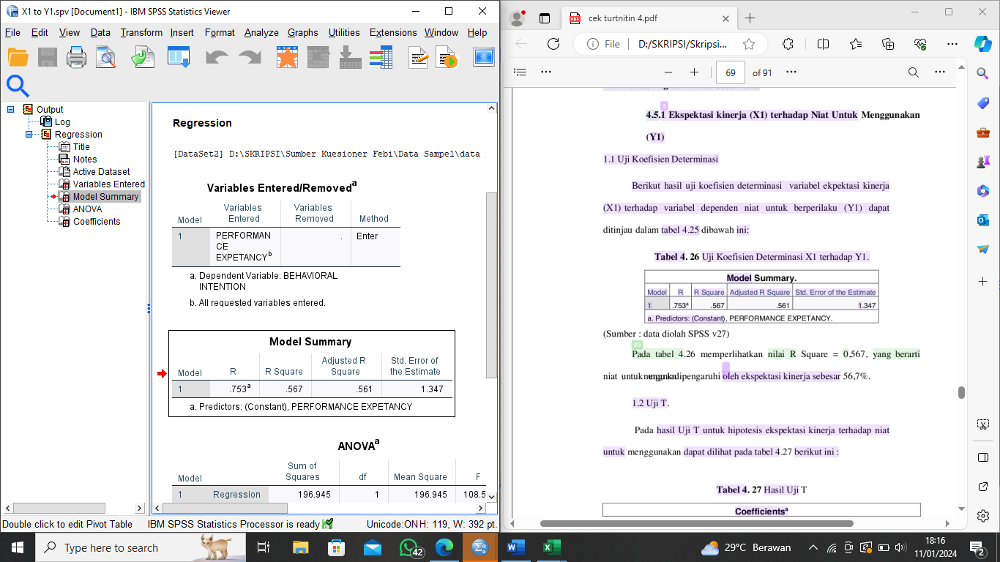 X1 to Y1.spv [Document1] - IBM SPSS Statistics Viewer
File Edit View Data Transform Insert Format Analyze Graphs Utilities Extensions Window Help
Output
Log
Regression
Title
Notes
Active Dataset
Variables Entered
Model Summary
ANOVA
Coefficients
Regression
[DataSet2] D:\SKRIPSI\Sumber Kuesioner Febi\Data Sampel\data
Variables Entered/Removedᵃ
Model Variables Entered Variables Removed Method
1 PERFORMAN CE EXPETANCYᵇ . Enter
a. Dependent Variable: BEHAVIORAL
INTENTION
b. All requested variables entered.
Model Summary
Model R R Square Adjusted R Square Std. Error of the Estimate
1 .753ᵃ .567 .561 1.347
a. Predictors: (Constant), PERFORMANCE EXPETANCY
ANOVAᵃ
Model Sum of Squares df Mean Square F
1 Regression 196.945 1 196.945 108.5
Double click to edit Pivot Table IBM SPSS Statistics Processor is ready Unicode:ON H: 119, W: 392 pt.
cek turtnitin 4.pdf
File D:/SKRIPSI/Skripsi...
69 of 91
3
4.5.1 Ekspektasi kinerja (X1) terhadap Niat Untuk Menggunakan
(Y1)
1.1 Uji Koefisien Determinasi
Berikut hasil uji koefisien determinasi variabel ekpektasi kinerja
(X1) terhadap variabel dependen niat untuk berperilaku (Y1) dapat
ditinjau dalam tabel 4.25 dibawah ini:
Tabel 4. 26 Uji Koefisien Determinasi X1 terhadap Y1.
Model Summary.
Model R R Square Adjusted R Square Std. Error of the Estimate
1 .753ᵃ .567 .561 1.347
a. Predictors: (Constant), PERFORMANCE EXPETANCY.
(Sumber : data diolah SPSS v27)
89
Pada tabel 4.26 memperlihatkan nilai R Square = 0,567, yang berarti
niat untuk dipengaruhi oleh ekspektasi kinerja sebesar 56,7%.
1.2 Uji T.
Pada hasil Uji T untuk hipotesis ekspektasi kinerja terhadap niat
untuk menggunakan dapat dilihat pada tabel 4.27 berikut ini :
Tabel 4. 27 Hasil Uji T
Coefficientsᵃ
Type here to search
42
29°C Berawan
18:16
11/01/2024
2